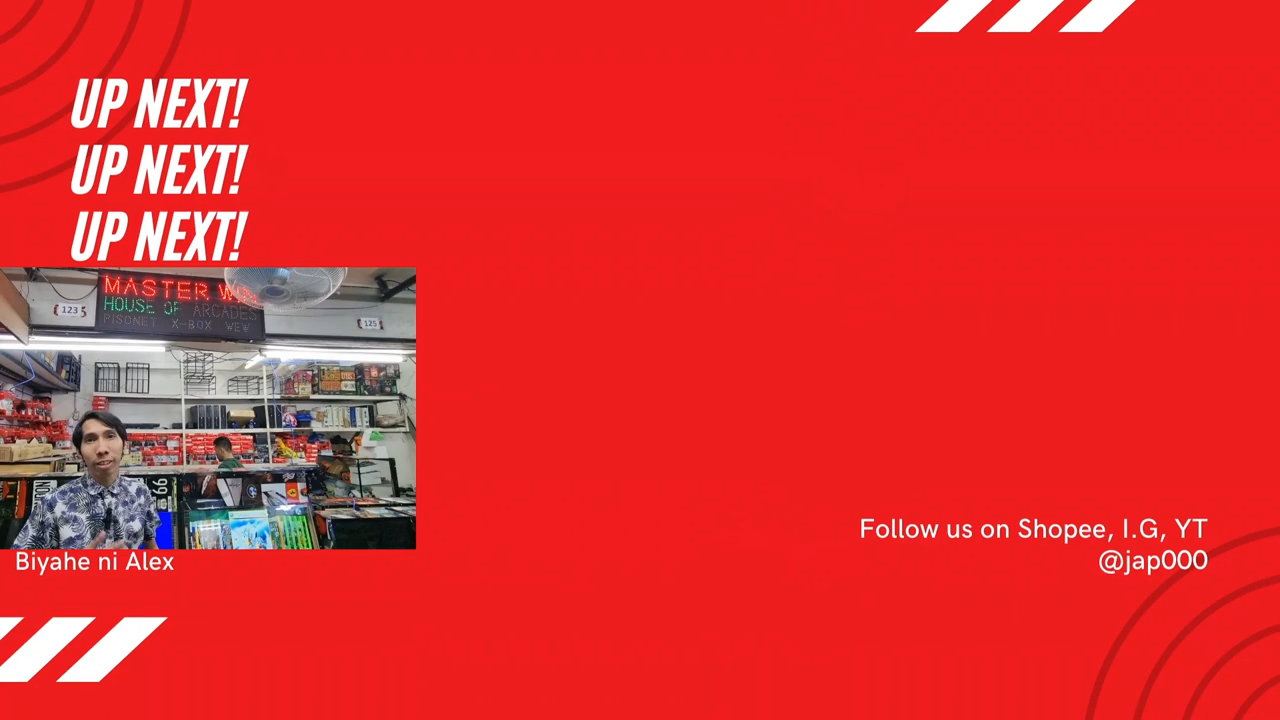 UP NEXT!
UP NEXT!
UP NEXT!
MASTER
HOUSE OF ARCADES
PISONET X-BOX
123
125
Biyahe ni Alex
Follow us on Shopee, I.G, YT
@jap000